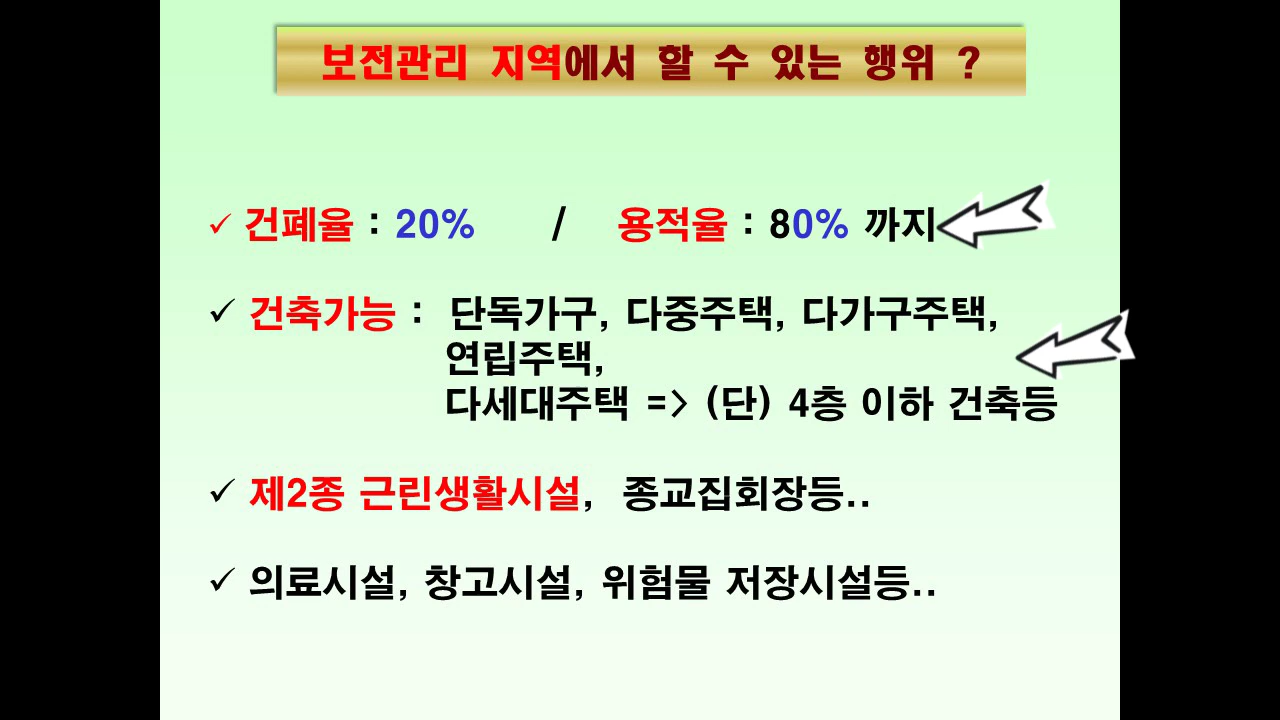 보전관리 지역에서 할 수 있는 행위 ?
✓ 건폐율 : 20% / 용적율 : 80% 까지
✓ 건축가능 : 단독가구, 다중주택, 다가구주택,
연립주택,
다세대주택 => (단) 4층 이하 건축등
✓ 제2종 근린생활시설, 종교집회장등..
✓ 의료시설, 창고시설, 위험물 저장시설등..